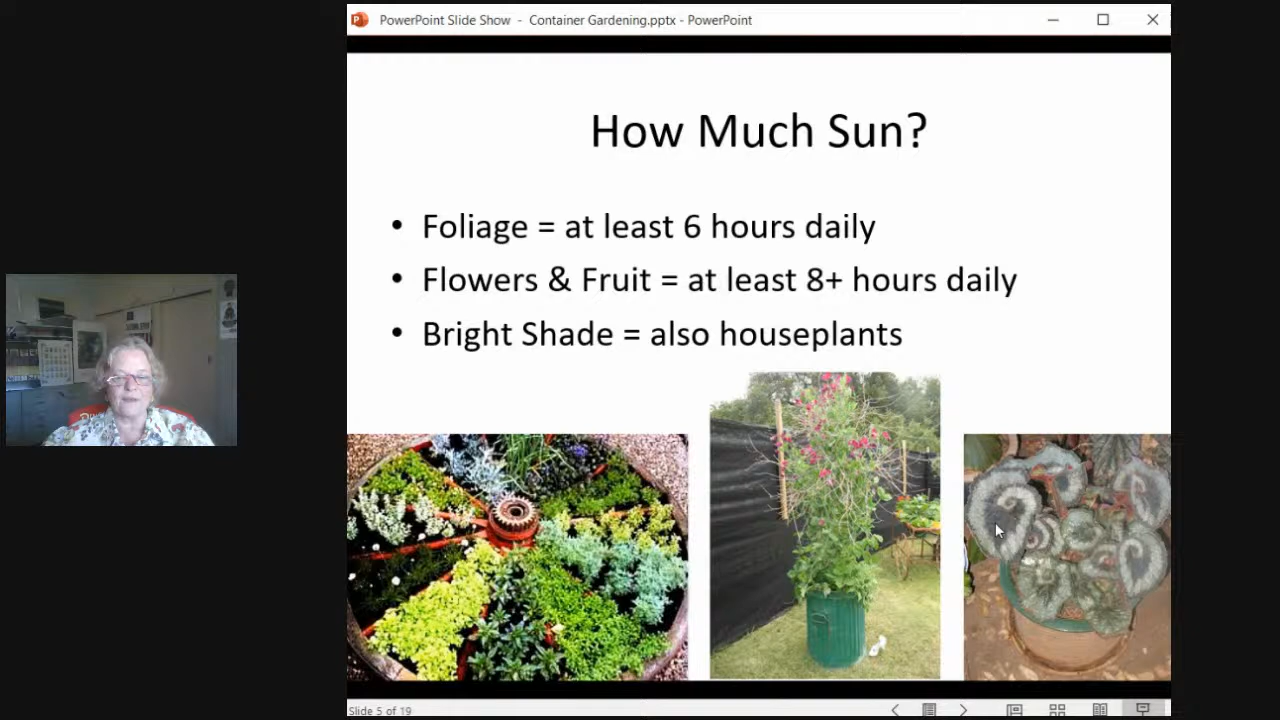 PowerPoint Slide Show - Container Gardening.pptx - PowerPoint
How Much Sun?
• Foliage = at least 6 hours daily
• Flowers & Fruit = at least 8+ hours daily
• Bright Shade = also houseplants
Slide 5 of 19